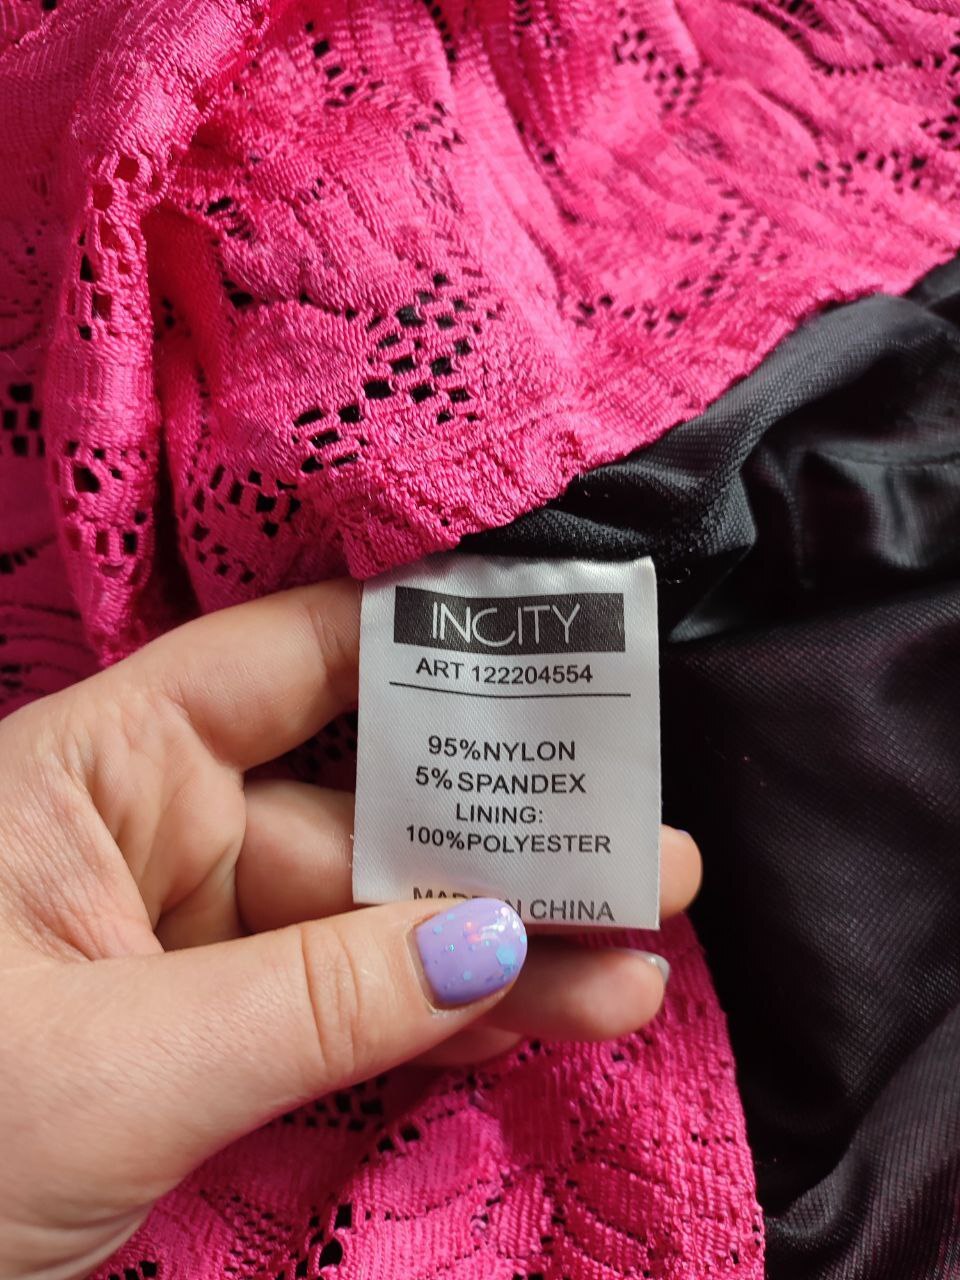 INCITY
ART 122204554
95%NYLON
5%SPANDEX
LINING:
100%POLYESTER
CHINA